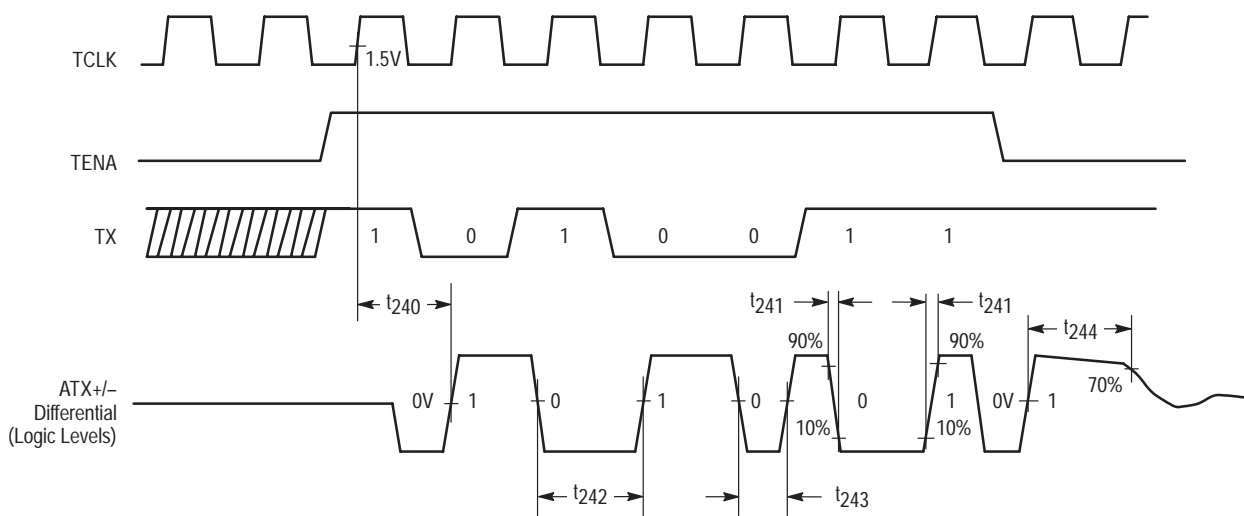 TCLK
1.5V
TENA
TX
1 0 1 0 0 1 1
t240
t241
t241
t244
90%
90%
70%
ATX+/–
Differential
(Logic Levels)
0V 1 0 1 0 0 1 0V 1
10%
10%
t242
t243